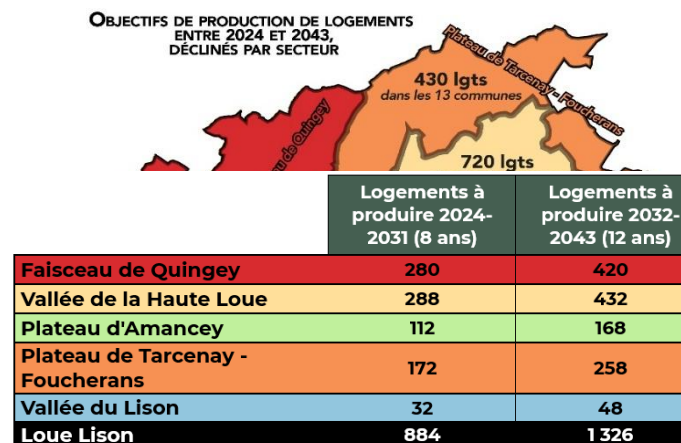 OBJECTIFS DE PRODUCTION DE LOGEMENTS
ENTRE 2024 ET 2043,
DÉCLINÉS PAR SECTEUR
Plateau de Tarcenay - Foucherans
430 lgts
dans les 13 communes
de Quingey
720 lgts
Logements à
produire 2024-
2031 (8 ans)
Logements à
produire 2032-
2043 (12 ans)
Faisceau de Quingey 280 420
Vallée de la Haute Loue 288 432
Plateau d'Amancey 112 168
Plateau de Tarcenay -
Foucherans 172 258
Vallée du Lison 32 48
Loue Lison 884 1 326